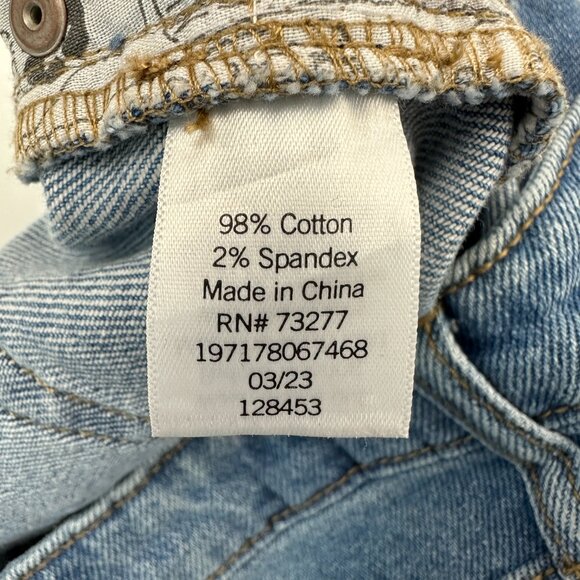 98% Cotton
2% Spandex
Made in China
RN# 73277
197178067468
03/23
128453